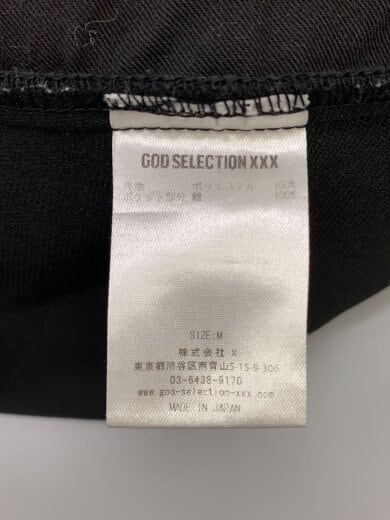 GOD SELECTION XXX
生地 ポリエステル 100%
ポケット部分 綿 100%
SIZE:M
株式会社 X
東京都渋谷区南青山5-15-9-306
03-6438-9170
www.god-selection-xxx.com
MADE IN JAPAN